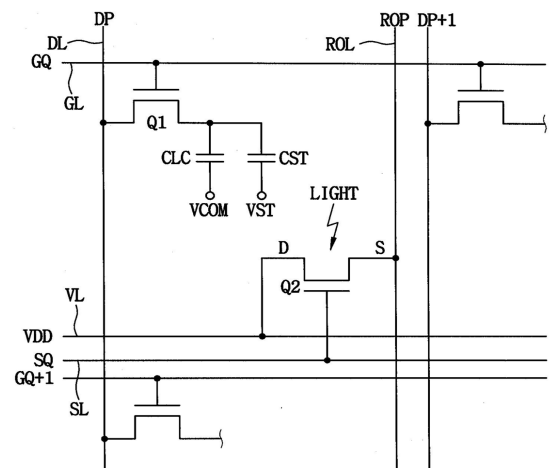 DP ROP DP+1
DL ROL
GQ
GL
Q1
CLC CST
VCOM VST
LIGHT
D S
Q2
VL
VDD
SQ
GQ+1
SL